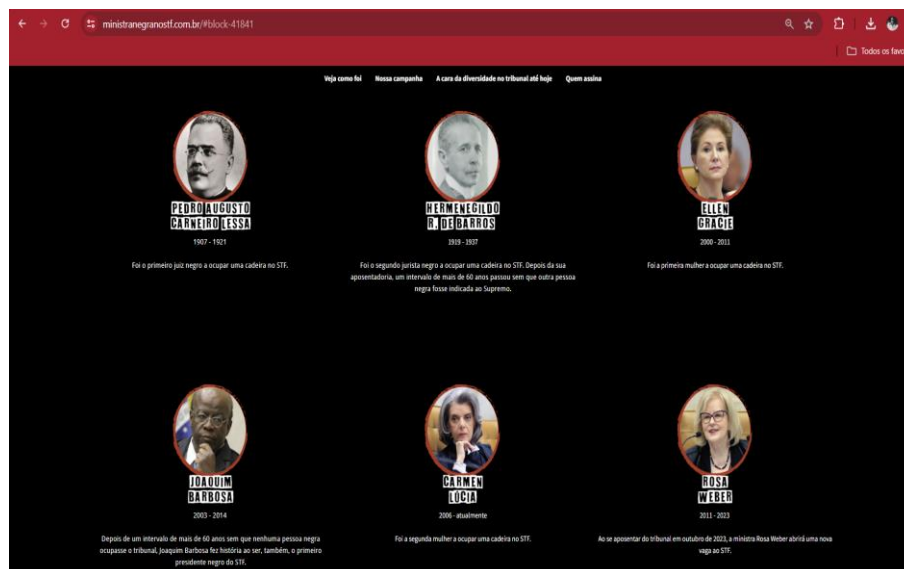 ministranegranostf.com.br/#block-41841
Todos os favo
Veja como foi Nossa campanha A cara da diversidade no tribunal até hoje Quem assina
PEDRO AUGUSTO
CARNEIRO LESSA
1907 - 1921
Foi o primeiro juiz negro a ocupar uma cadeira no STF.
HERMENEGILDO
R. DE BARROS
1919 - 1937
Foi o segundo jurista negro a ocupar uma cadeira no STF. Depois da sua
aposentadoria, um intervalo de mais de 60 anos passou sem que outra pessoa
negra fosse indicada ao Supremo.
ELLEN
GRACIE
2000 - 2011
Foi a primeira mulher a ocupar uma cadeira no STF.
JOAQUIM
BARBOSA
2003 - 2014
Depois de um intervalo de mais de 60 anos sem que nenhuma pessoa negra
ocupasse o tribunal, Joaquim Barbosa fez história ao ser, também, o primeiro
presidente negro do STF.
CARMEN
LÚCIA
2006 - atualmente
Foi a segunda mulher a ocupar uma cadeira no STF.
ROSA
WEBER
2011 - 2023
Ao se aposentar do tribunal em outubro de 2023, a ministra Rosa Weber abrirá uma nova
vaga ao STF.